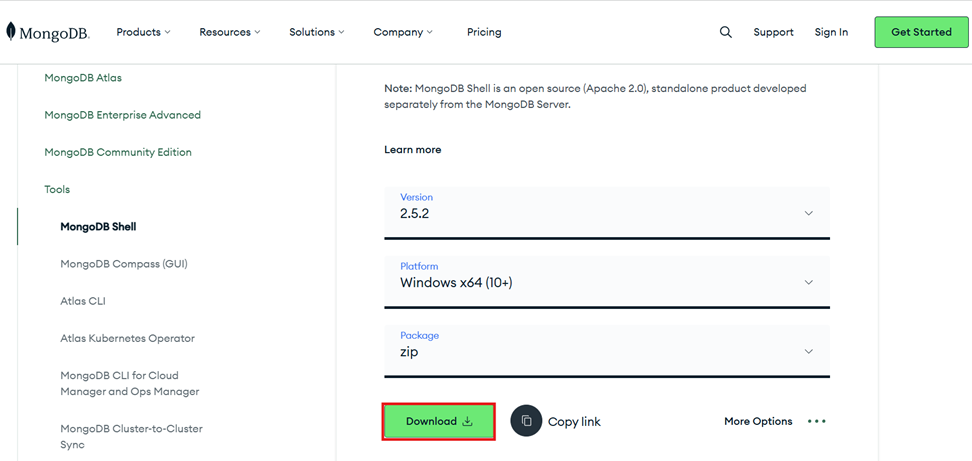 MongoDB.
Products
Resources
Solutions
Company
Pricing
Support
Sign In
Get Started
MongoDB Atlas
MongoDB Enterprise Advanced
MongoDB Community Edition
Tools
MongoDB Shell
MongoDB Compass (GUI)
Atlas CLI
Atlas Kubernetes Operator
MongoDB CLI for Cloud
Manager and Ops Manager
MongoDB Cluster-to-Cluster
Sync
Note: MongoDB Shell is an open source (Apache 2.0), standalone product developed
separately from the MongoDB Server.
Learn more
Version
2.5.2
Platform
Windows x64 (10+)
Package
zip
Download
Copy link
More Options